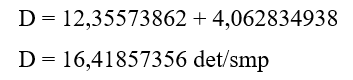 D = 12,35573862 + 4,062834938
D = 16,41857356 det/smp